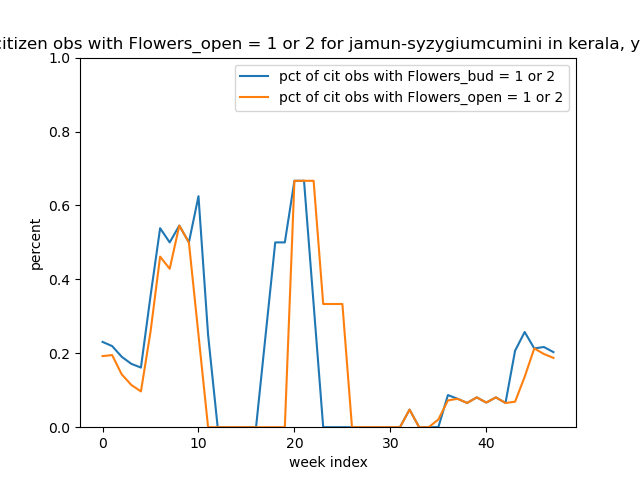 citizen obs with Flowers_open = 1 or 2 for jamun-syzygiumcumini in kerala, y
pct of cit obs with Flowers_bud = 1 or 2
pct of cit obs with Flowers_open = 1 or 2
1.0
0.8
0.6
0.4
0.2
0.0
percent
0 10 20 30 40
week index